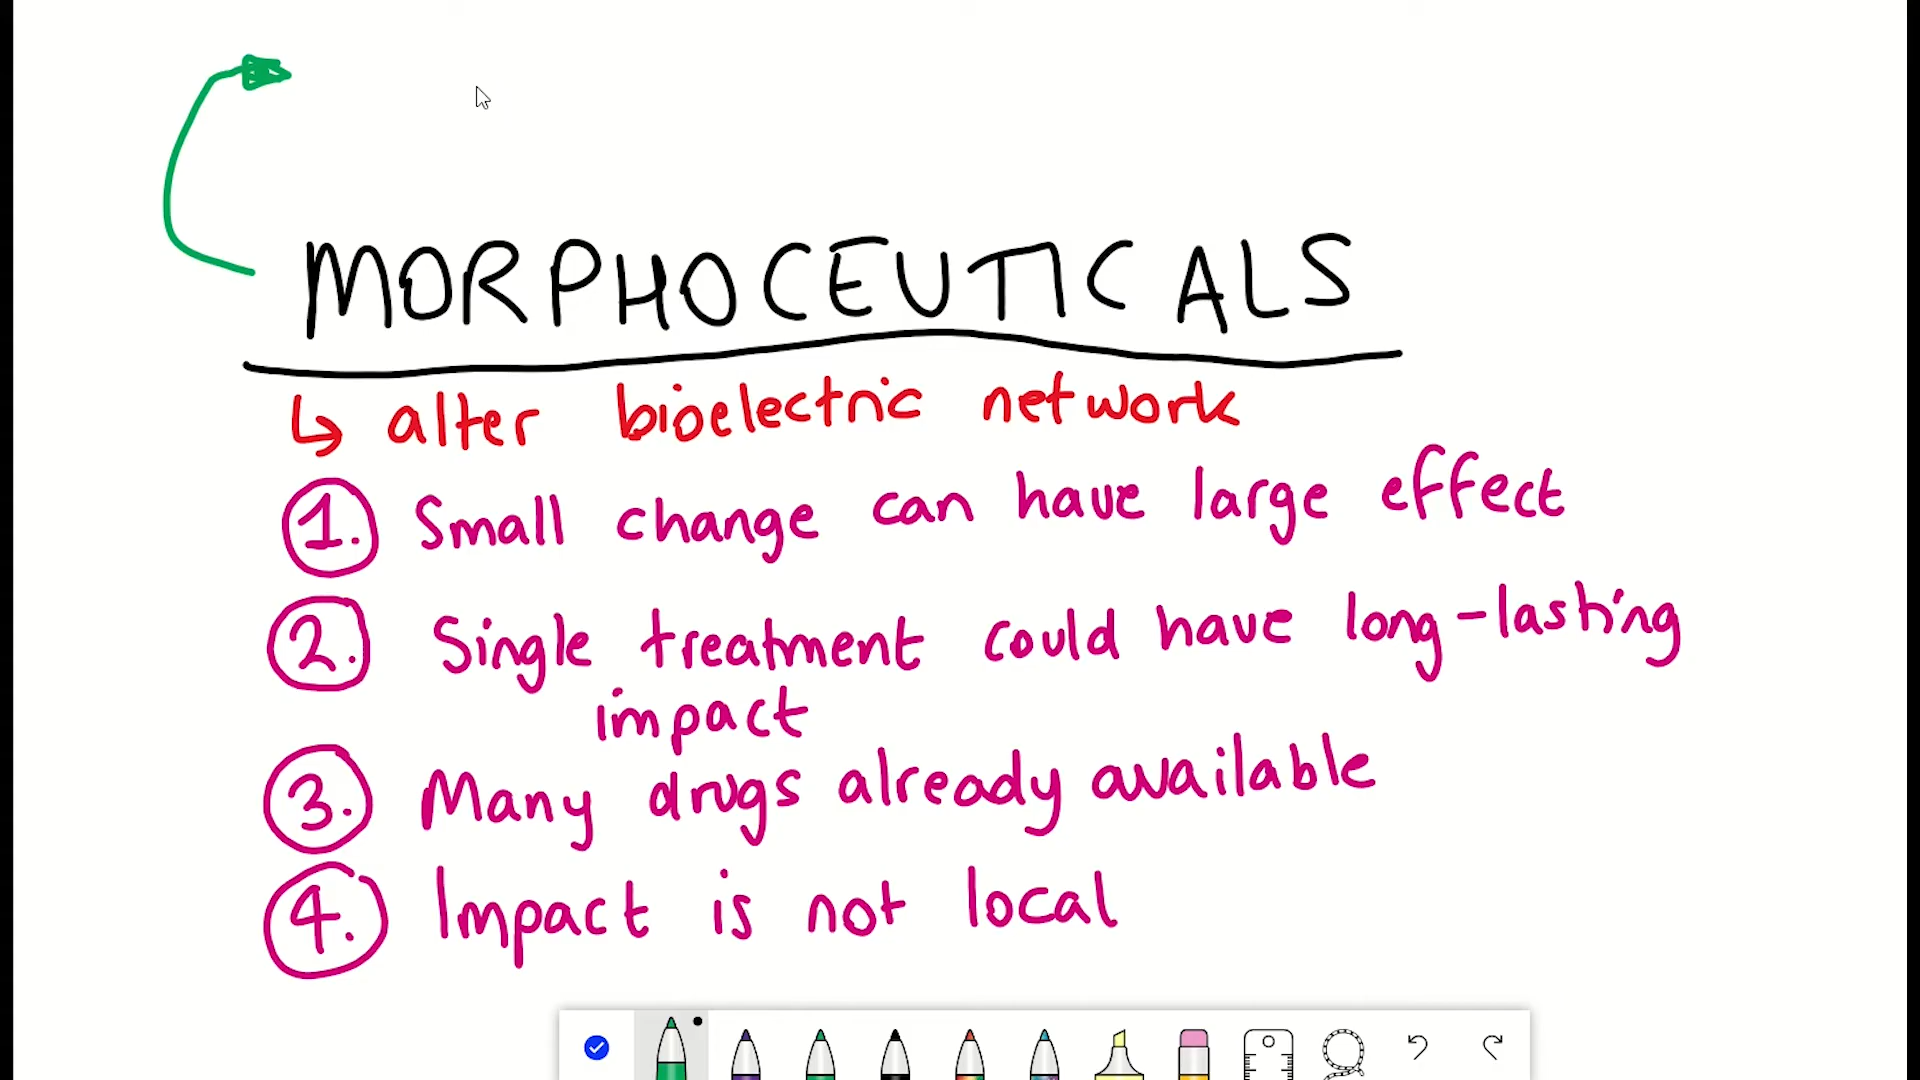 MORPHOCEUTICALS
↳ alter bioelectric network
1. Small change can have large effect
2. Single treatment could have long-lasting
impact
3. Many drugs already available
4. Impact is not local